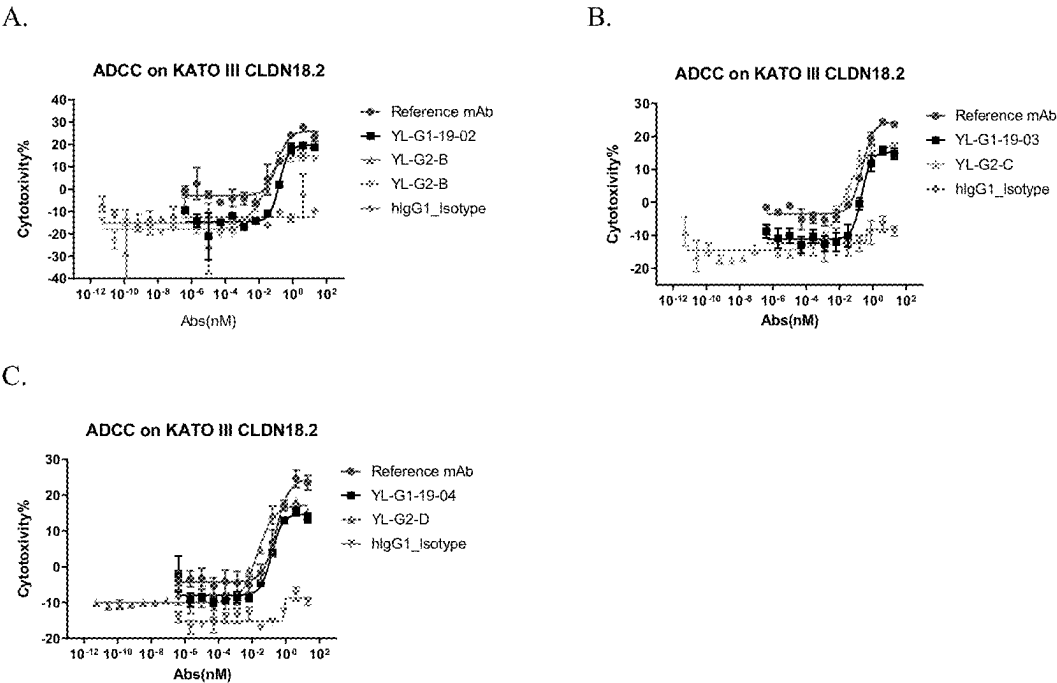 A.
ADCC on KATO III CLDN18.2
Cytotoxivity%
40
30
20
10
0
-10
-20
-30
-40
10-12 10-10 10-8 10-6 10-4 10-2 100 102
Abs(nM)
Reference mAb
YL-G1-19-02
YL-G2-B
YL-G2-B
hIgG1_Isotype
B.
ADCC on KATO III CLDN18.2
Cytotoxivity%
30
20
10
0
-10
-20
10-12 10-10 10-8 10-6 10-4 10-2 100 102
Abs(nM)
Reference mAb
YL-G1-19-03
YL-G2-C
hIgG1_Isotype
C.
ADCC on KATO III CLDN18.2
Cytotoxivity%
30
20
10
0
-10
-20
10-12 10-10 10-8 10-6 10-4 10-2 100 102
Abs(nM)
Reference mAb
YL-G1-19-04
YL-G2-D
hIgG1_Isotype